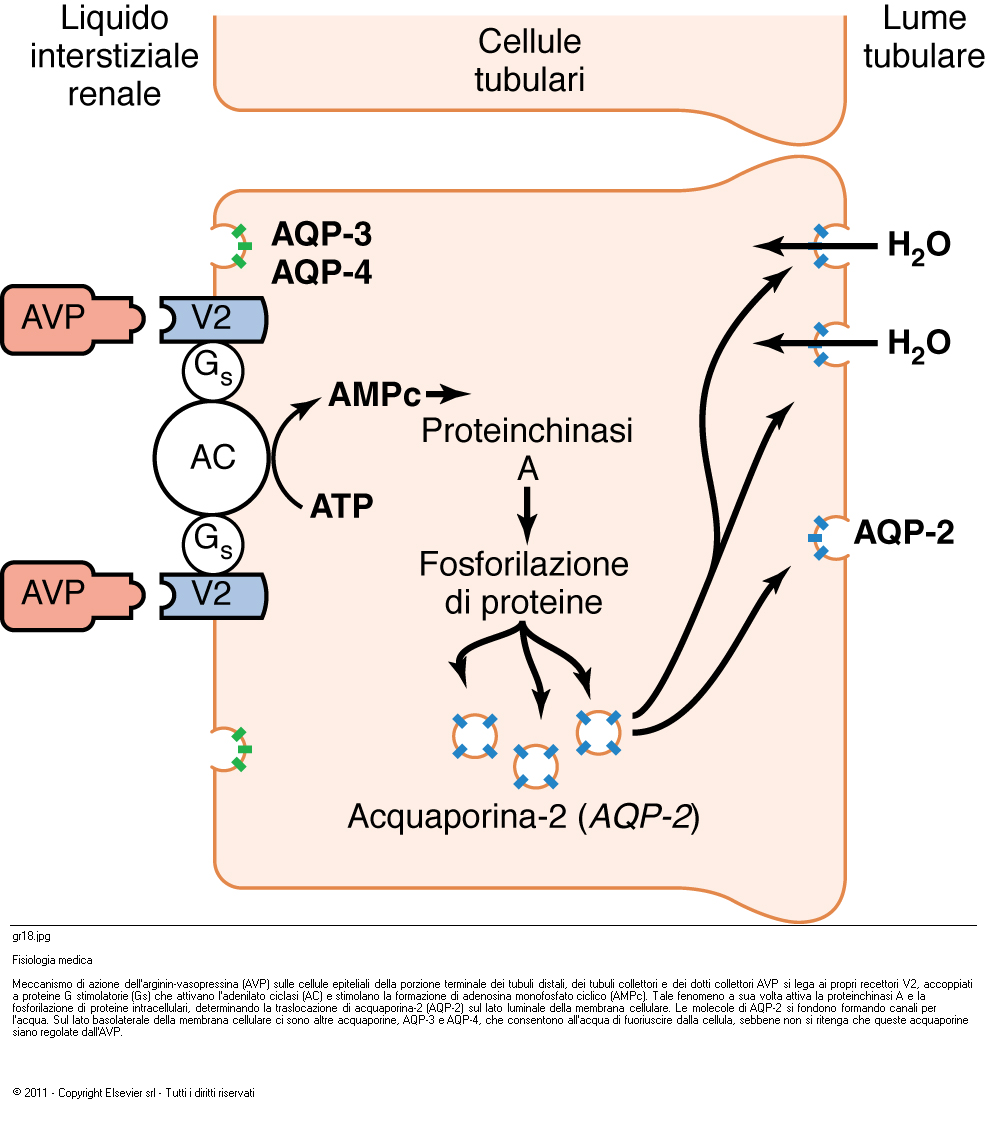 Liquido
interstiziale
renale
Cellule
tubulari
Lume
tubulare
AQP-3
AQP-4
H2O
AVP
V2
Gs
H2O
AMPc
Proteinchinasi
A
AC
ATP
Gs
AQP-2
AVP
V2
Fosforilazione
di proteine
Acquaporina-2 (AQP-2)
gr18.jpg
Fisiologia medica
Meccanismo di azione dell'arginin-vasopressina (AVP) sulle cellule epiteliali della porzione terminale dei tubuli distali, dei tubuli collettori e dei dotti collettori AVP si lega ai propri recettori V2, accoppiati
a proteine G stimolatorie (Gs) che attivano l'adenilato ciclasi (AC) e stimolano la formazione di adenosina monofosfato ciclico (AMPc). Tale fenomeno a sua volta attiva la proteinchinasi A e la
fosforilazione di proteine intracellulari, determinando la traslocazione di acquaporina-2 (AQP-2) sul lato luminale della membrana cellulare. Le molecole di AQP-2 si fondono formando canali per
l'acqua. Sul lato basolaterale della membrana cellulare ci sono altre acquaporine, AQP-3 e AQP-4, che consentono all'acqua di fuoriuscire dalla cellula, sebbene non si ritenga che queste acquaporine
siano regolate dall'AVP.
© 2011 - Copyright Elsevier srl - Tutti i diritti riservati